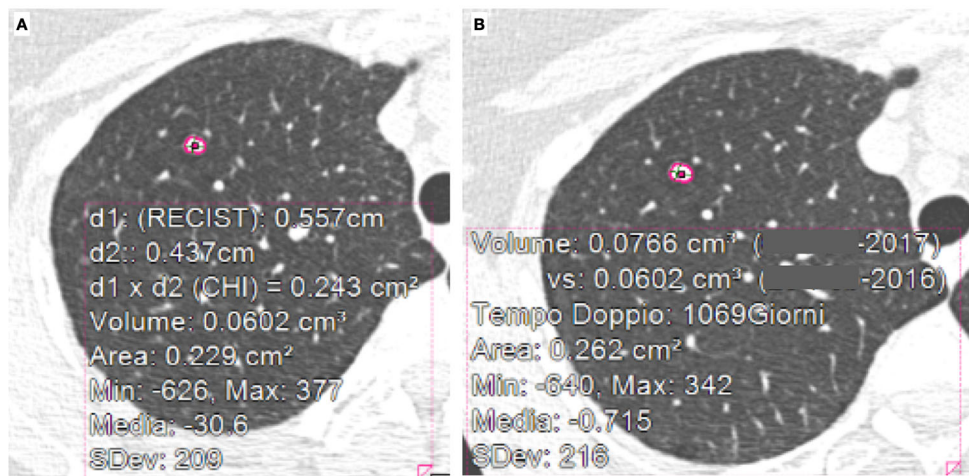 A
d1: (RECIST): 0.557cm
d2:: 0.437cm
d1 x d2 (CHI) = 0.243 cm²
Volume: 0.0602 cm³
Area: 0.229 cm²
Min: -626, Max: 377
Media: -30.6
SDev: 209
B
Volume: 0.0766 cm³ ( -2017)
vs: 0.0602 cm³ ( -2016)
Tempo Doppio: 1069Giorni
Area: 0.262 cm²
Min: -640, Max: 342
Media: -0.715
SDev: 216